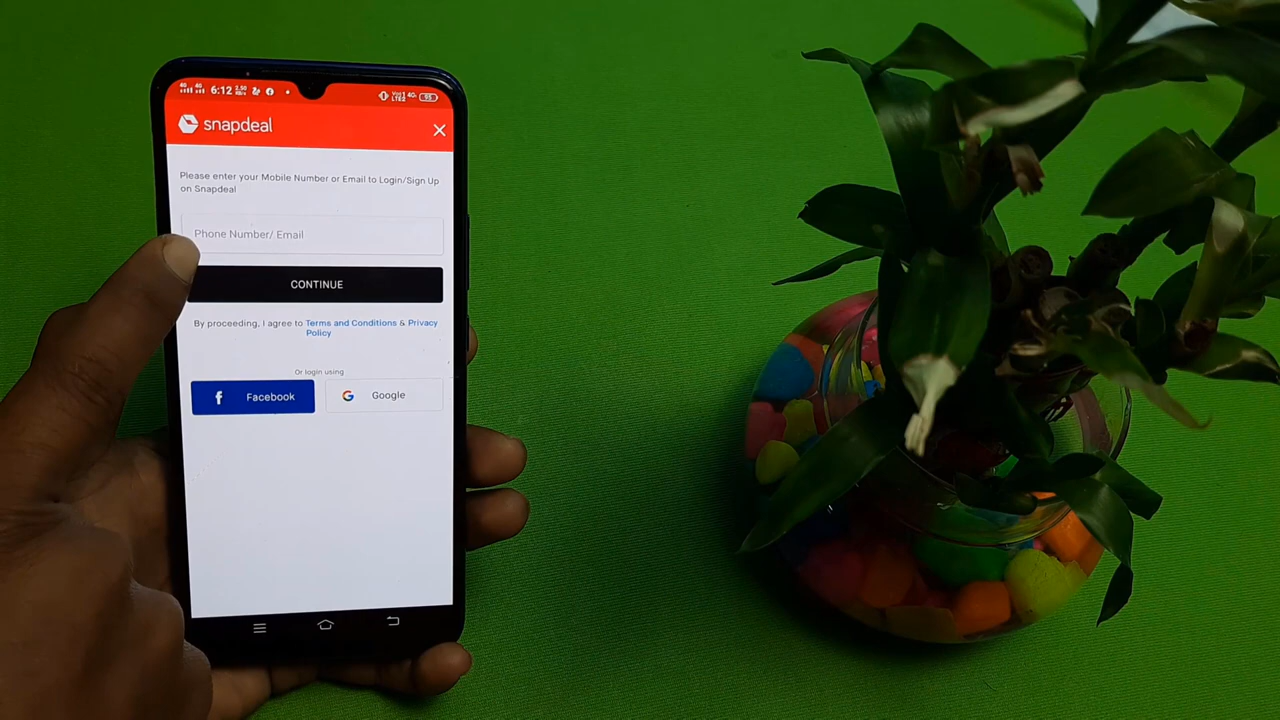 6:12
snapdeal
Please enter your Mobile Number or Email to Login/Sign Up
on Snapdeal
Phone Number/ Email
CONTINUE
By proceeding, I agree to Terms and Conditions & Privacy
Policy
Or login using
Facebook
Google